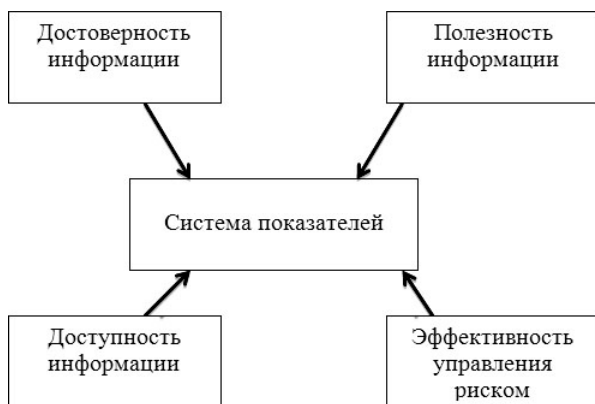 Достоверность
информации
Полезность
информации
Система показателей
Доступность
информации
Эффективность
управления
риском